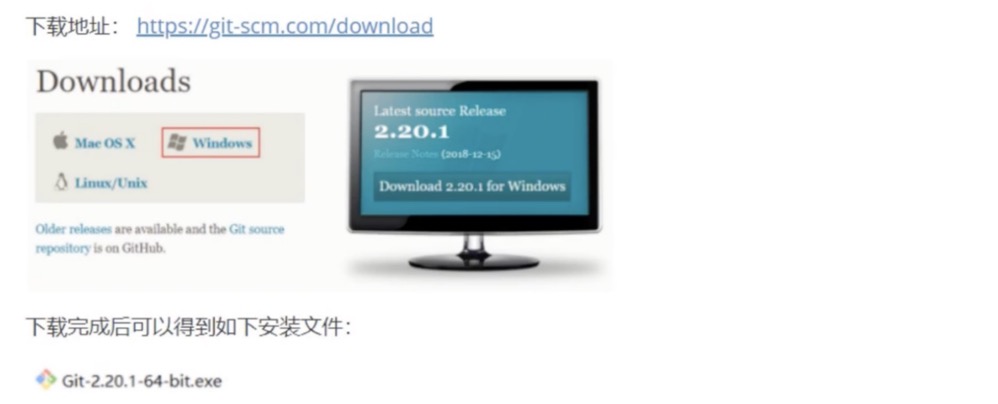 下载地址： https://git-scm.com/download
Downloads
Mac OS X
Windows
Linux/Unix
Older releases are available and the Git source
repository is on GitHub.
Latest source Release
2.20.1
Release Notes (2018-12-15)
Download 2.20.1 for Windows
下载完成后可以得到如下安装文件：
Git-2.20.1-64-bit.exe